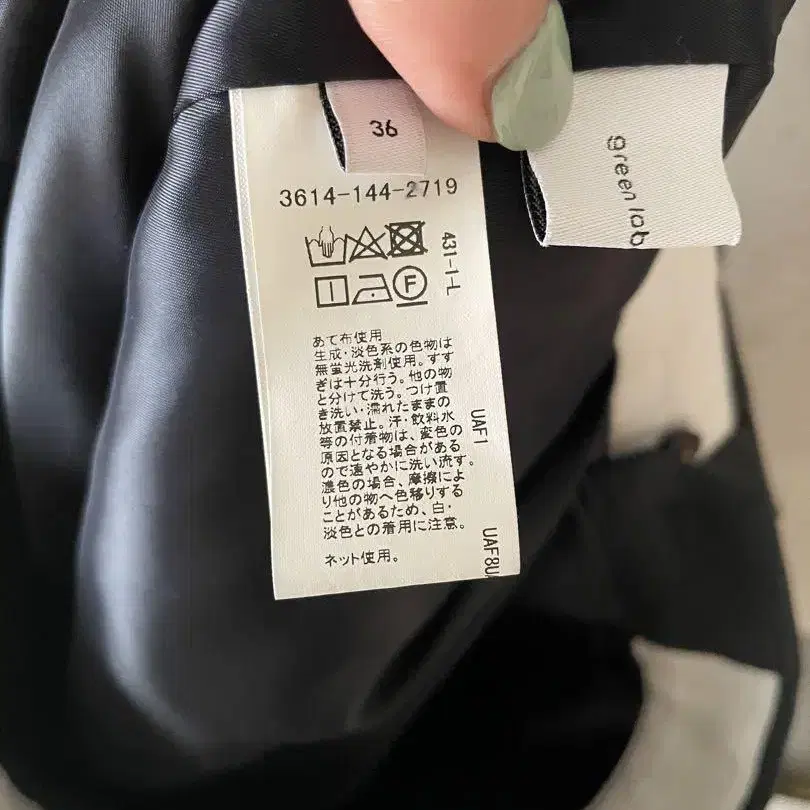 36
green lab
3614-144-2719
431-1-L
F
あて布使用
生成・淡色系の色物は
無蛍光洗剤使用。すす
ぎは十分行う。他の物
と分けて洗う。つけ置
き洗い・濡れたままの
放置禁止。汗・飲料水
等の付着物は、変色の
原因となる場合がある
ので速やかに洗い流す。
濃色の場合、摩擦によ
り他の物へ色移りする
ことがあるため、白・
淡色との着用に注意。
ネット使用。
UAF1
UAF8U